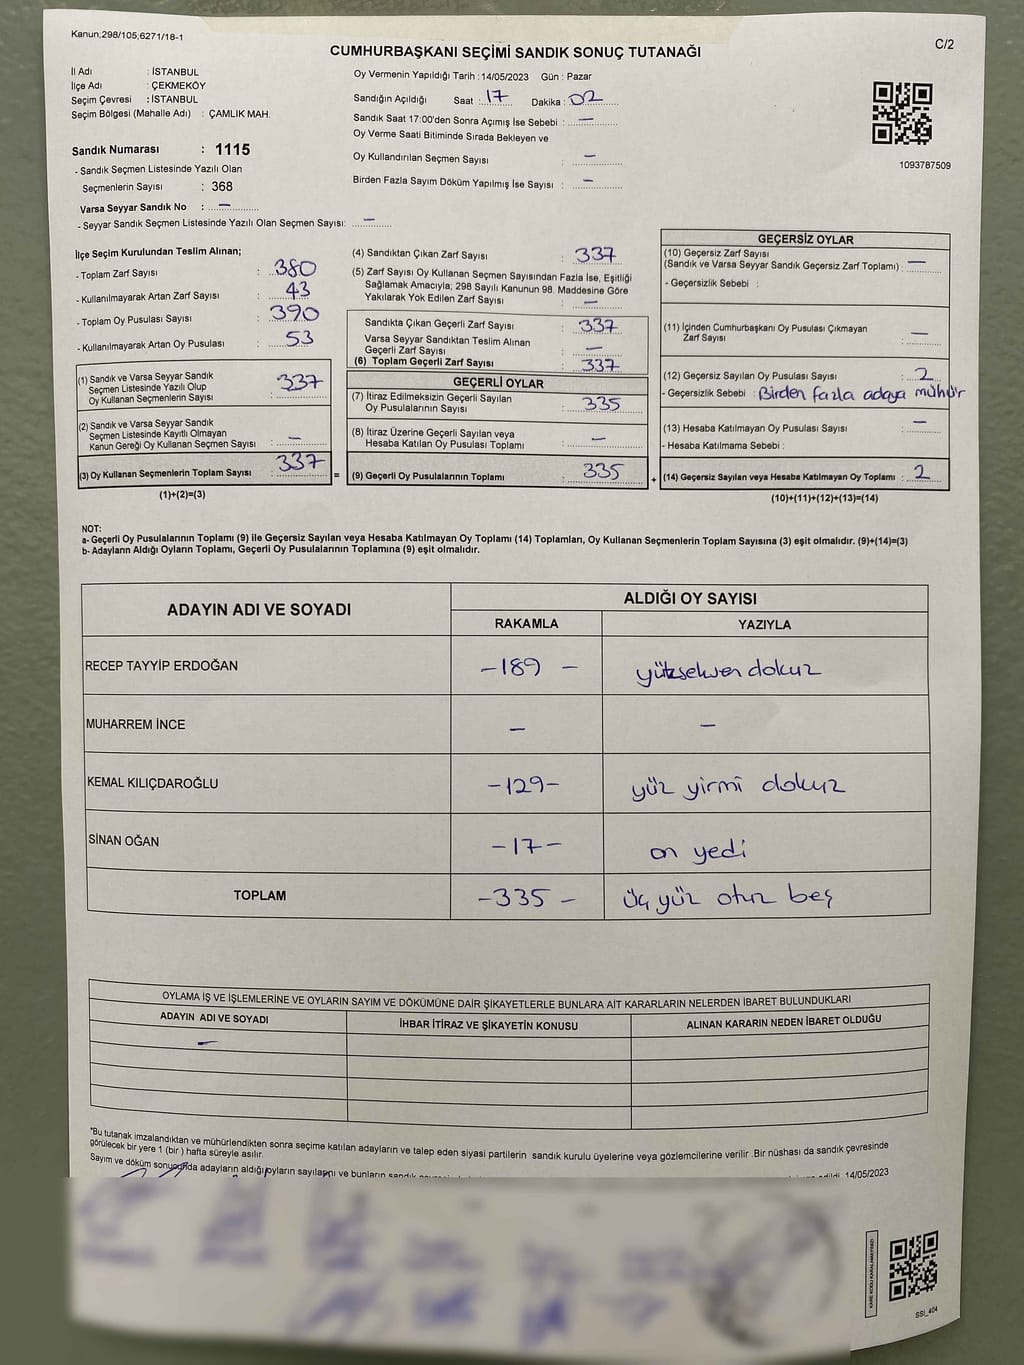 Kanun;298/105;6271/18-1
C/2
CUMHURBAŞKANI SEÇİMİ SANDIK SONUÇ TUTANAĞI
İl Adı : İSTANBUL
İlçe Adı : ÇEKMEKÖY
Seçim Çevresi : İSTANBUL
Seçim Bölgesi (Mahalle Adı) : ÇAMLIK MAH.
Sandık Numarası : 1115
- Sandık Seçmen Listesinde Yazılı Olan
Seçmenlerin Sayısı : 368
Varsa Seyyar Sandık No : —
- Seyyar Sandık Seçmen Listesinde Yazılı Olan Seçmen Sayısı: —
Oy Vermenin Yapıldığı Tarih :14/05/2023 Gün : Pazar
Sandığın Açıldığı Saat : 17 Dakika : 02
Sandık Saat 17:00'den Sonra Açımış İse Sebebi : —
Oy Verme Saati Bitiminde Sırada Bekleyen ve
Oy Kullandırılan Seçmen Sayısı : —
Birden Fazla Sayım Döküm Yapılmış İse Sayısı : —
1093787509
İlçe Seçim Kurulundan Teslim Alınan;
- Toplam Zarf Sayısı : 380
- Kullanılmayarak Artan Zarf Sayısı : 43
- Toplam Oy Pusulası Sayısı : 390
- Kullanılmayarak Artan Oy Pusulası : 53
(1) Sandık ve Varsa Seyyar Sandık
Seçmen Listesinde Yazılı Olup
Oy Kullanan Seçmenlerin Sayısı : 337
(2) Sandık ve Varsa Seyyar Sandık
Seçmen Listesinde Kayıtlı Olmayan
Kanun Gereği Oy Kullanan Seçmen Sayısı : —
(3) Oy Kullanan Seçmenlerin Toplam Sayısı : 337 =
(1)+(2)=(3)
(4) Sandıktan Çıkan Zarf Sayısı : 337
(5) Zarf Sayısı Oy Kullanan Seçmen Sayısından Fazla İse, Eşitliği
Sağlamak Amacıyla; 298 Sayılı Kanunun 98. Maddesine Göre
Yakılarak Yok Edilen Zarf Sayısı : —
Sandıkta Çıkan Geçerli Zarf Sayısı : 337
Varsa Seyyar Sandıktan Teslim Alınan
Geçerli Zarf Sayısı : —
(6) Toplam Geçerli Zarf Sayısı : 337
GEÇERLİ OYLAR
(7) İtiraz Edilmeksizin Geçerli Sayılan
Oy Pusulalarının Sayısı : 335
(8) İtiraz Üzerine Geçerli Sayılan veya
Hesaba Katılan Oy Pusulası Toplamı : —
(9) Geçerli Oy Pusulalarının Toplamı : 335 +
GEÇERSİZ OYLAR
(10) Geçersiz Zarf Sayısı
(Sandık ve Varsa Seyyar Sandık Geçersiz Zarf Toplamı) : —
- Geçersizlik Sebebi :
(11) İçinden Cumhurbaşkanı Oy Pusulası Çıkmayan
Zarf Sayısı : —
(12) Geçersiz Sayılan Oy Pusulası Sayısı : 2
- Geçersizlik Sebebi : Birden fazla adaya mühür
(13) Hesaba Katılmayan Oy Pusulası Sayısı : —
- Hesaba Katılmama Sebebi :
(14) Geçersiz Sayılan veya Hesaba Katılmayan Oy Toplamı : 2
(10)+(11)+(12)+(13)=(14)
NOT:
a- Geçerli Oy Pusulalarının Toplamı (9) ile Geçersiz Sayılan veya Hesaba Katılmayan Oy Toplamı (14) Toplamları, Oy Kullanan Seçmenlerin Toplam Sayısına (3) eşit olmalıdır. (9)+(14)=(3)
b- Adayların Aldığı Oyların Toplamı, Geçerli Oy Pusulalarının Toplamına (9) eşit olmalıdır.
ADAYIN ADI VE SOYADI ALDIĞI OY SAYISI
RAKAMLA YAZIYLA
RECEP TAYYİP ERDOĞAN -189 - yüzseksen dokuz
MUHARREM İNCE — —
KEMAL KILIÇDAROĞLU -129- yüz yirmi dokuz
SİNAN OĞAN -17- on yedi
TOPLAM -335 - üç yüz otuz beş
OYLAMA İŞ VE İŞLEMLERİNE VE OYLARIN SAYIM VE DÖKÜMÜNE DAİR ŞİKAYETLERLE BUNLARA AİT KARARLARIN NELERDEN İBARET BULUNDUKLARI
ADAYIN ADI VE SOYADI İHBAR İTİRAZ VE ŞİKAYETİN KONUSU ALINAN KARARIN NEDEN İBARET OLDUĞU
—
*Bu tutanak imzalandıktan ve mühürlendikten sonra seçime katılan adayların ve talep eden siyasi partilerin sandık kurulu üyelerine veya gözlemcilerine verilir .Bir nüshası da sandık çevresinde
görülecek bir yere 1 (bir ) hafta süreyle asılır.
Sayım ve döküm sonucunda adayların aldığı oyların sayılarını ve bunların sandık 14/05/2023
KARE KODU KARALAMAYINIZ!
SSİ_404